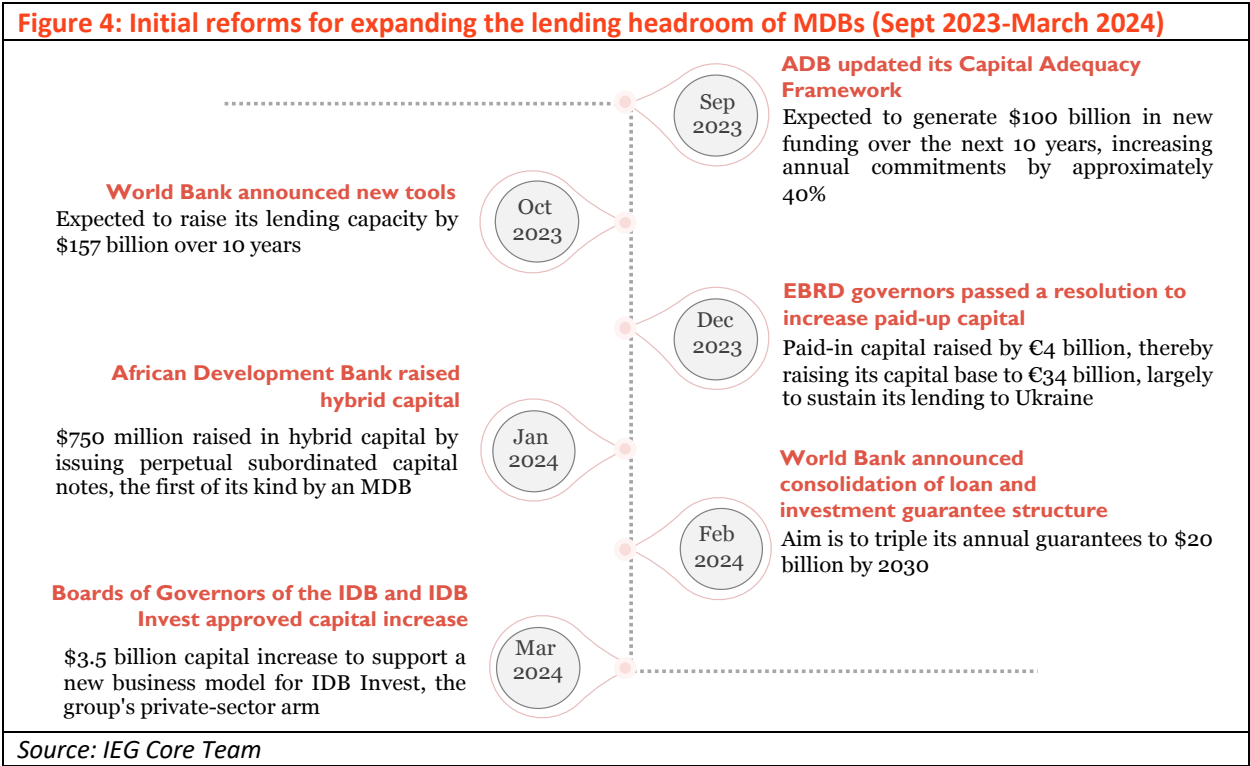 Figure 4: Initial reforms for expanding the lending headroom of MDBs (Sept 2023-March 2024)
Sep
2023
ADB updated its Capital Adequacy
Framework
Expected to generate $100 billion in new
funding over the next 10 years, increasing
annual commitments by approximately
40%
World Bank announced new tools
Expected to raise its lending capacity by
$157 billion over 10 years
Oct
2023
EBRD governors passed a resolution to
increase paid-up capital
Dec
2023
Paid-in capital raised by €4 billion, thereby
raising its capital base to €34 billion, largely
to sustain its lending to Ukraine
African Development Bank raised
hybrid capital
$750 million raised in hybrid capital by
issuing perpetual subordinated capital
notes, the first of its kind by an MDB
Jan
2024
World Bank announced
consolidation of loan and
investment guarantee structure
Feb
2024
Aim is to triple its annual guarantees to $20
billion by 2030
Boards of Governors of the IDB and IDB
Invest approved capital increase
$3.5 billion capital increase to support a
new business model for IDB Invest, the
group's private-sector arm
Mar
2024
Source: IEG Core Team